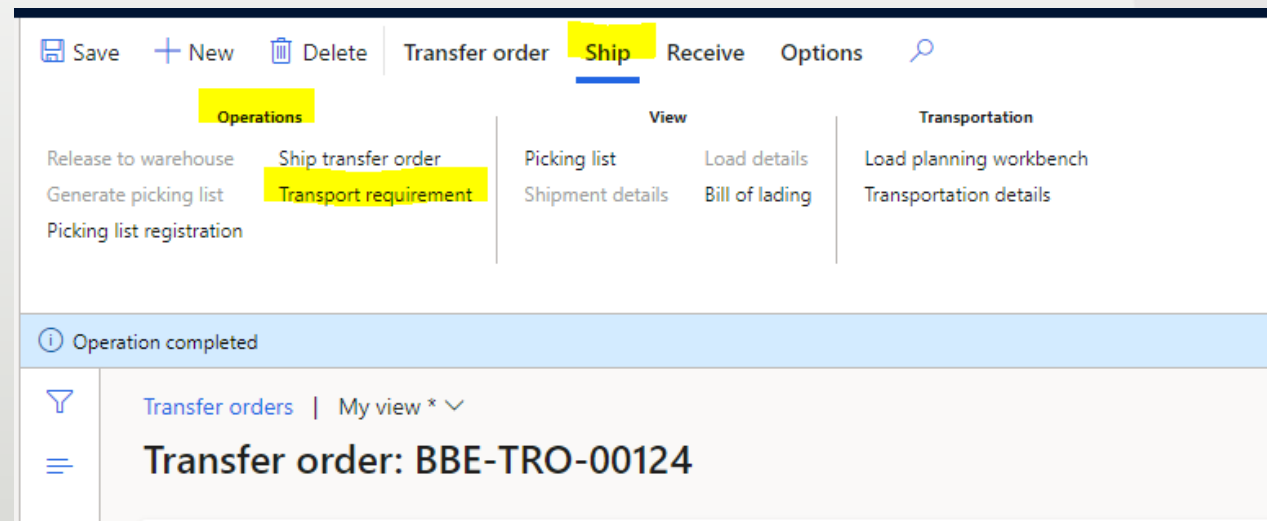 Save New Delete Transfer order Ship Receive Options
Operations View Transportation
Release to warehouse Ship transfer order Picking list Load details Load planning workbench
Generate picking list Transport requirement Shipment details Bill of lading Transportation details
Picking list registration
Operation completed
Transfer orders | My view *
Transfer order: BBE-TRO-00124